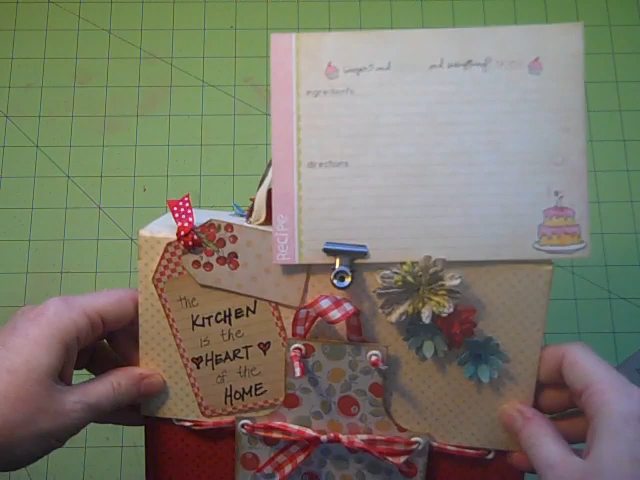 ingredients
directions
RECIPE
the
KITCHEN
is the
HEART
of the
HOME